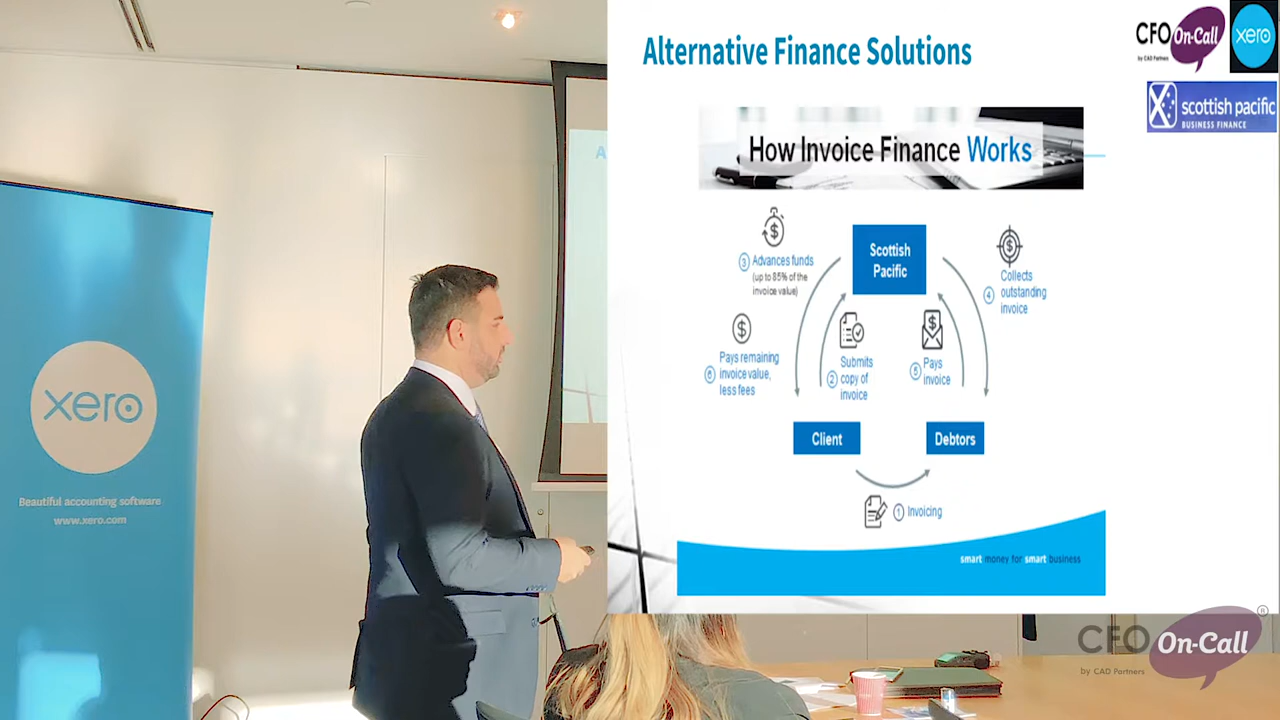 Alternative Finance Solutions
CFO On-Call
by CAD Partners
xero
scottish pacific
BUSINESS FINANCE
How Invoice Finance Works
Scottish
Pacific
3 Advances funds
(up to 85% of the
invoice value)
4 Collects
outstanding
invoice
6 Pays remaining
invoice value,
less fees
2 Submits
copy of
invoice
5 Pays
invoice
Client
Debtors
1 Invoicing
smart money for smart business
A
xero
Beautiful accounting software
www.xero.com
CFO On-Call ®
by CAD Partners